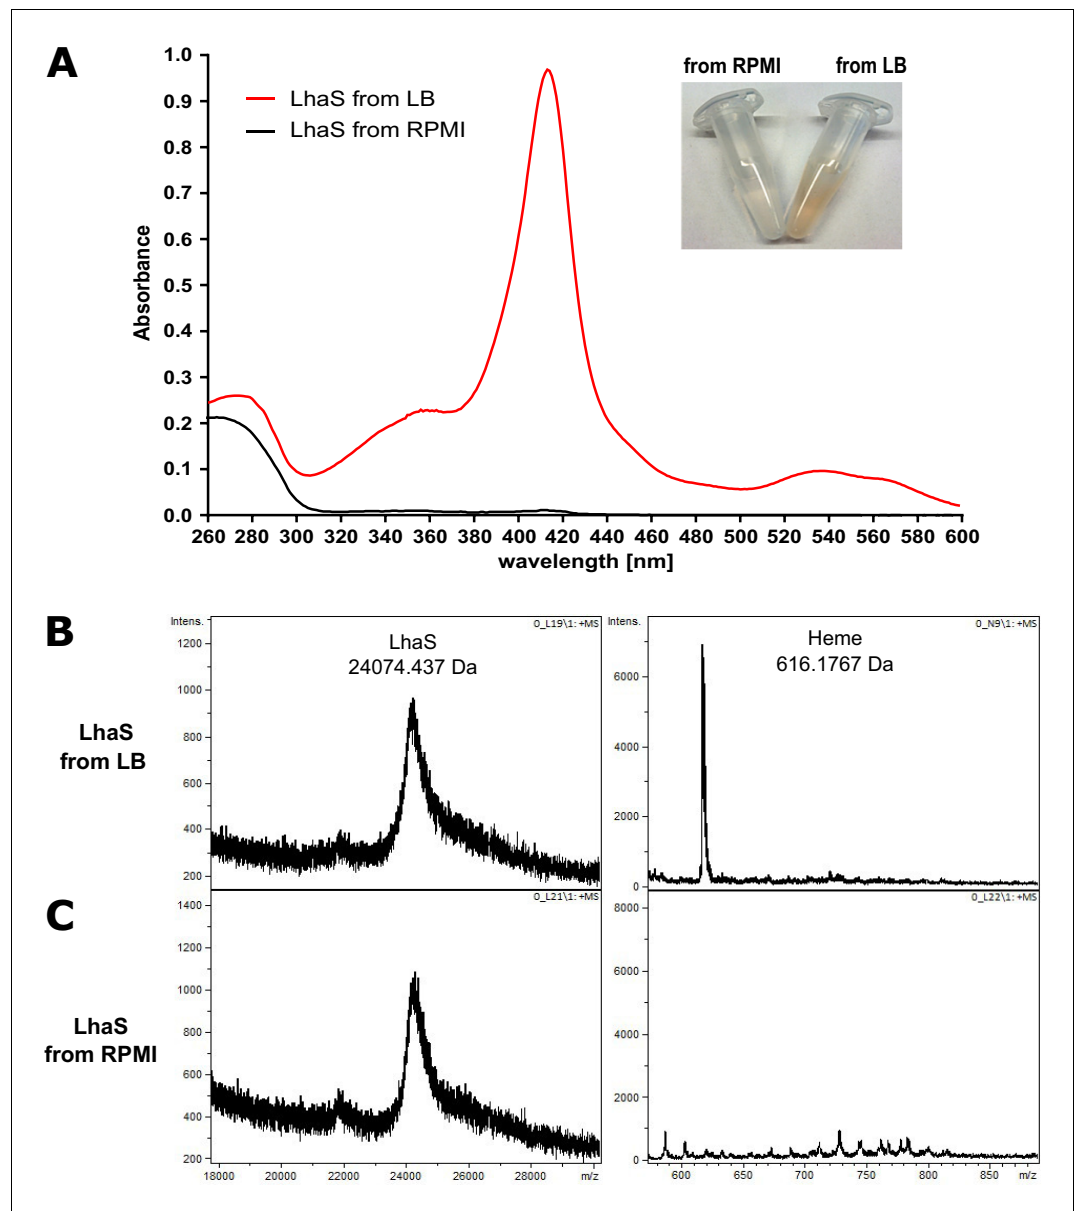 A
1.0
0.9
0.8
0.7
0.6
0.5
0.4
0.3
0.2
0.1
0.0
Absorbance
LhaS from LB
LhaS from RPMI
from RPMI from LB
260 280 300 320 340 360 380 400 420 440 460 480 500 520 540 560 580 600
wavelength [nm]
B
LhaS
from LB
Intens.
0_L19\1: +MS
LhaS
24074.437 Da
1200
1000
800
600
400
200
Intens.
0_N9\1: +MS
Heme
616.1767 Da
6000
4000
2000
0
C
LhaS
from RPMI
0_L21\1: +MS
1400
1200
1000
800
600
400
200
18000 20000 22000 24000 26000 28000 m/z
0_L22\1: +MS
8000
6000
4000
2000
0
600 650 700 750 800 850 m/z